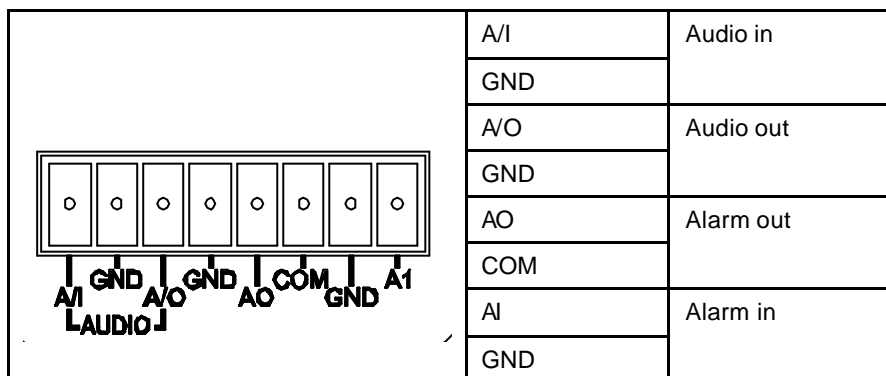 A/I GND A/O GND AO COM GND A1
AUDIO
A/I Audio in
GND
A/O Audio out
GND
AO Alarm out
COM
AI Alarm in
GND